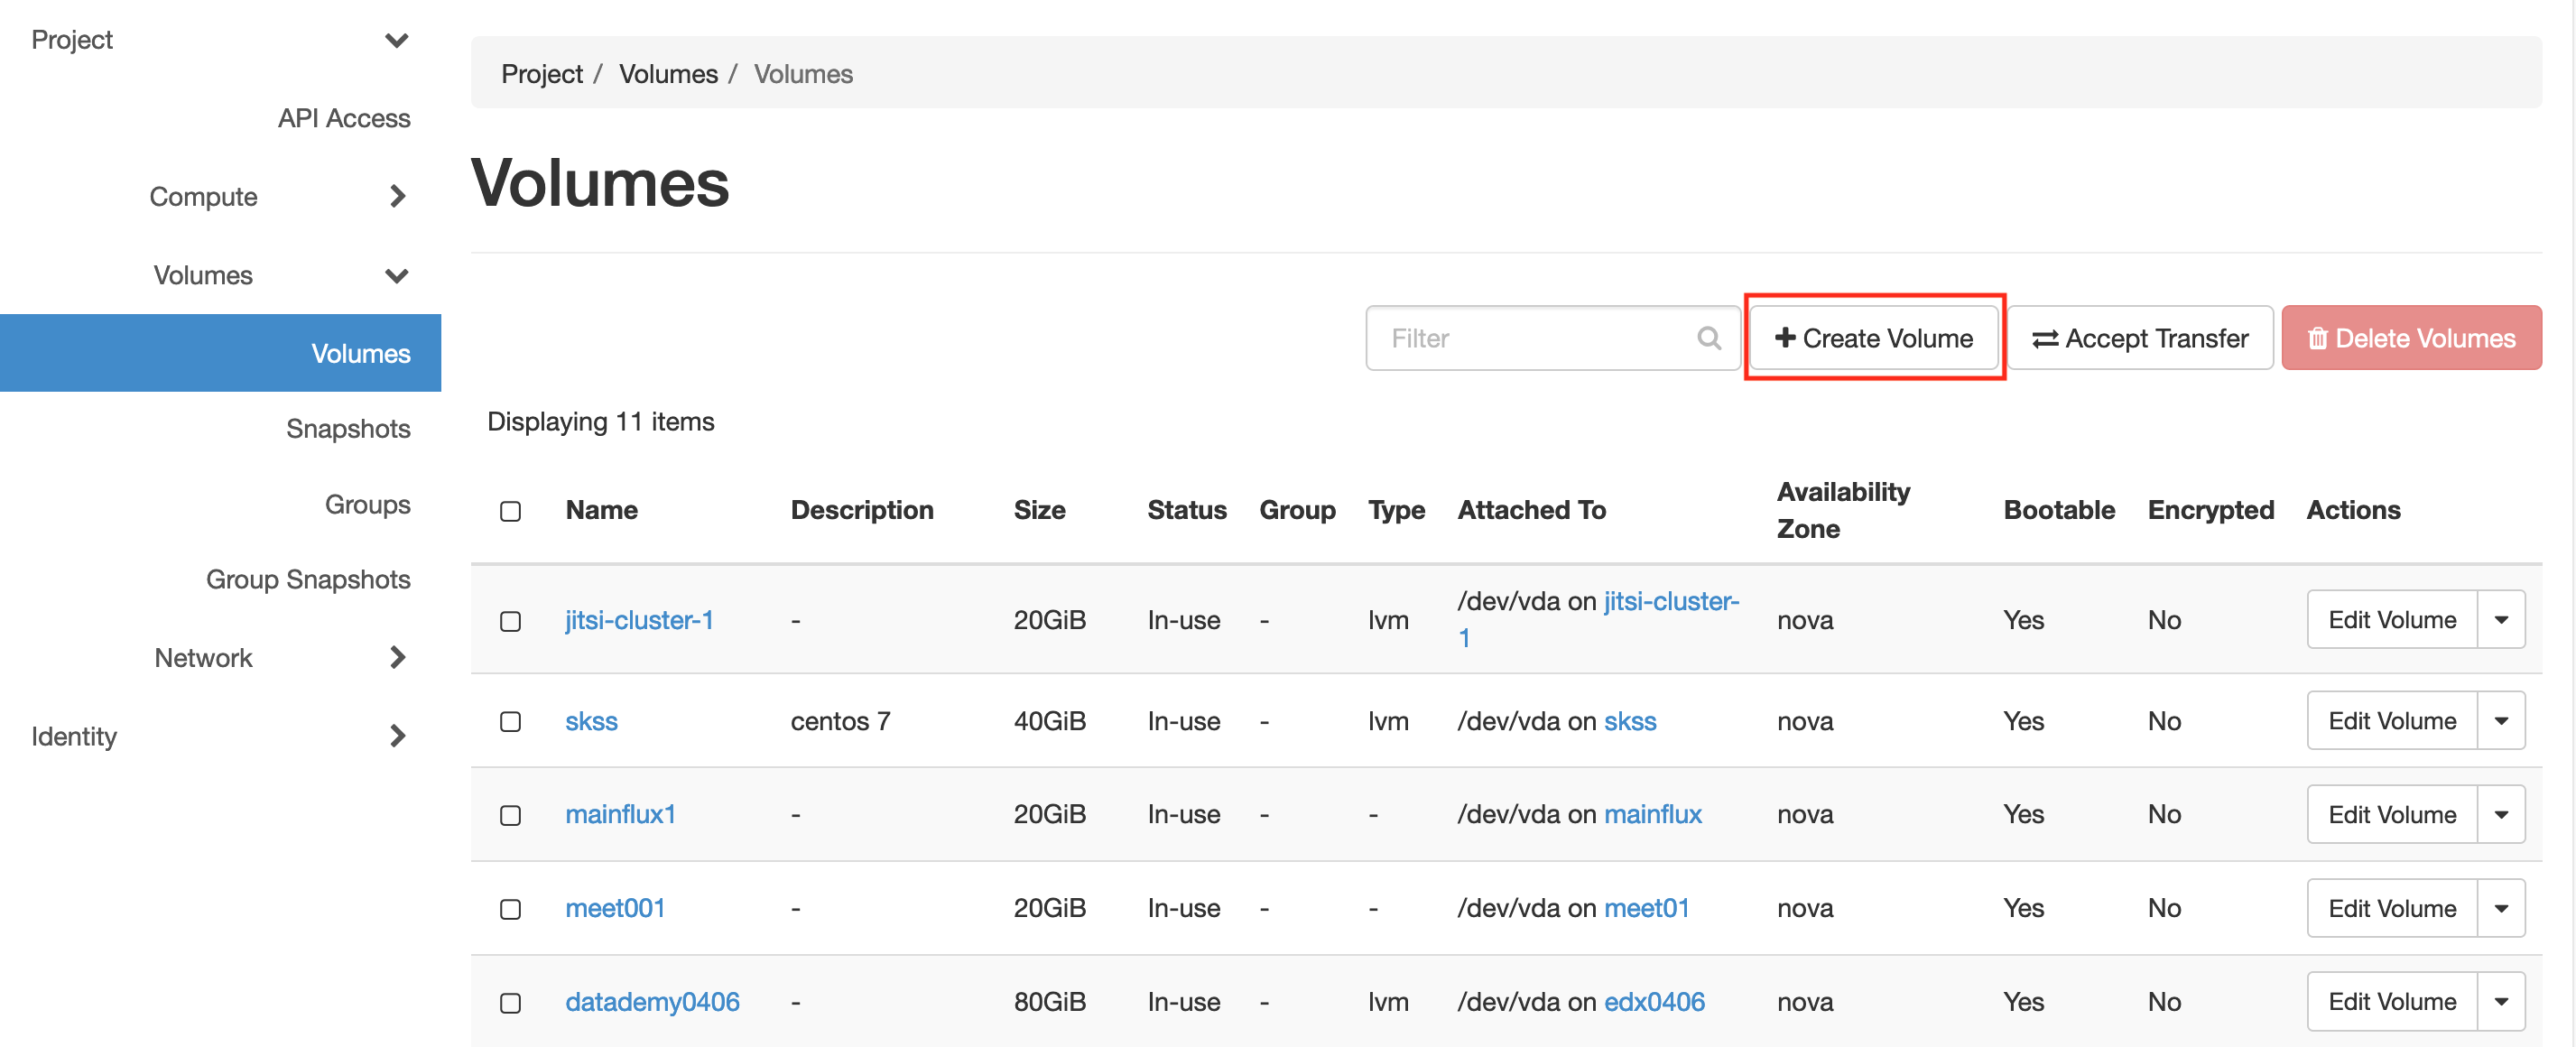 Project
API Access
Compute
Volumes
Volumes
Snapshots
Groups
Group Snapshots
Network
Identity
Project / Volumes / Volumes
Volumes
Filter Create Volume Accept Transfer Delete Volumes
Displaying 11 items
Name Description Size Status Group Type Attached To Availability Zone Bootable Encrypted Actions
jitsi-cluster-1 - 20GiB In-use - lvm /dev/vda on jitsi-cluster-1 nova Yes No Edit Volume
skss centos 7 40GiB In-use - lvm /dev/vda on skss nova Yes No Edit Volume
mainflux1 - 20GiB In-use - - /dev/vda on mainflux nova Yes No Edit Volume
meet001 - 20GiB In-use - - /dev/vda on meet01 nova Yes No Edit Volume
datademy0406 - 80GiB In-use - lvm /dev/vda on edx0406 nova Yes No Edit Volume